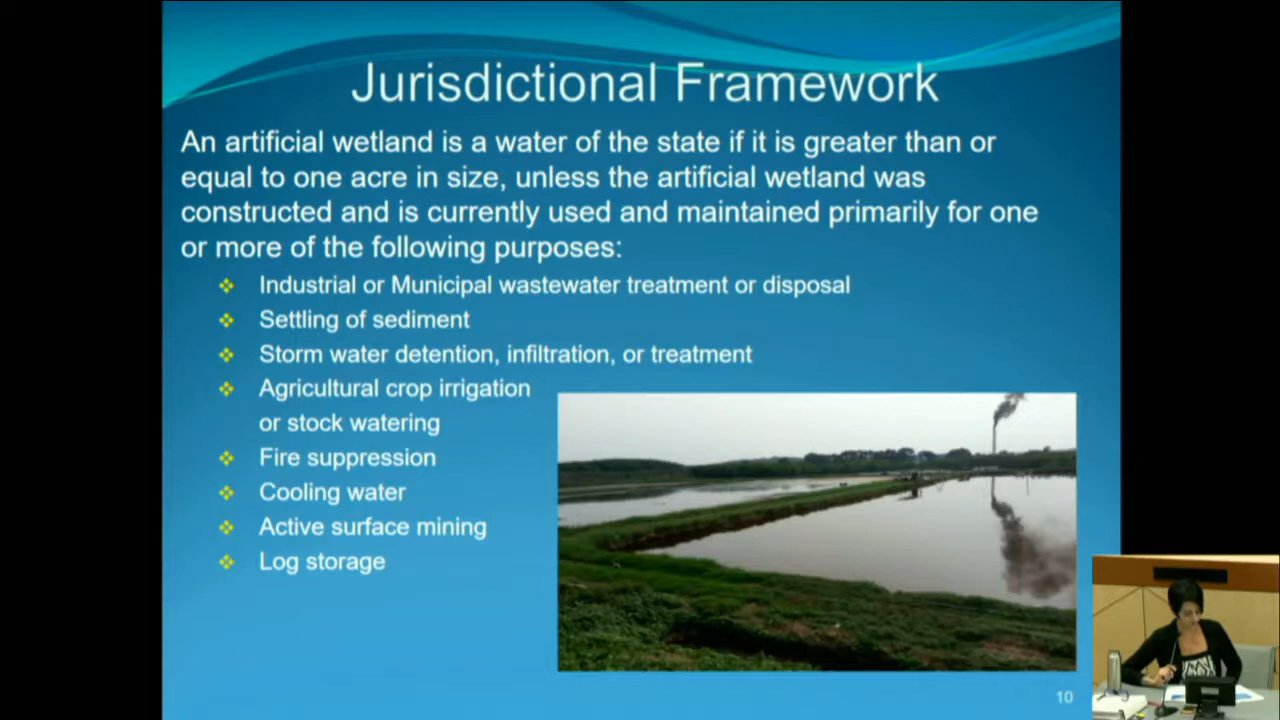 Jurisdictional Framework
An artificial wetland is a water of the state if it is greater than or
equal to one acre in size, unless the artificial wetland was
constructed and is currently used and maintained primarily for one
or more of the following purposes:
Industrial or Municipal wastewater treatment or disposal
Settling of sediment
Storm water detention, infiltration, or treatment
Agricultural crop irrigation
or stock watering
Fire suppression
Cooling water
Active surface mining
Log storage
10